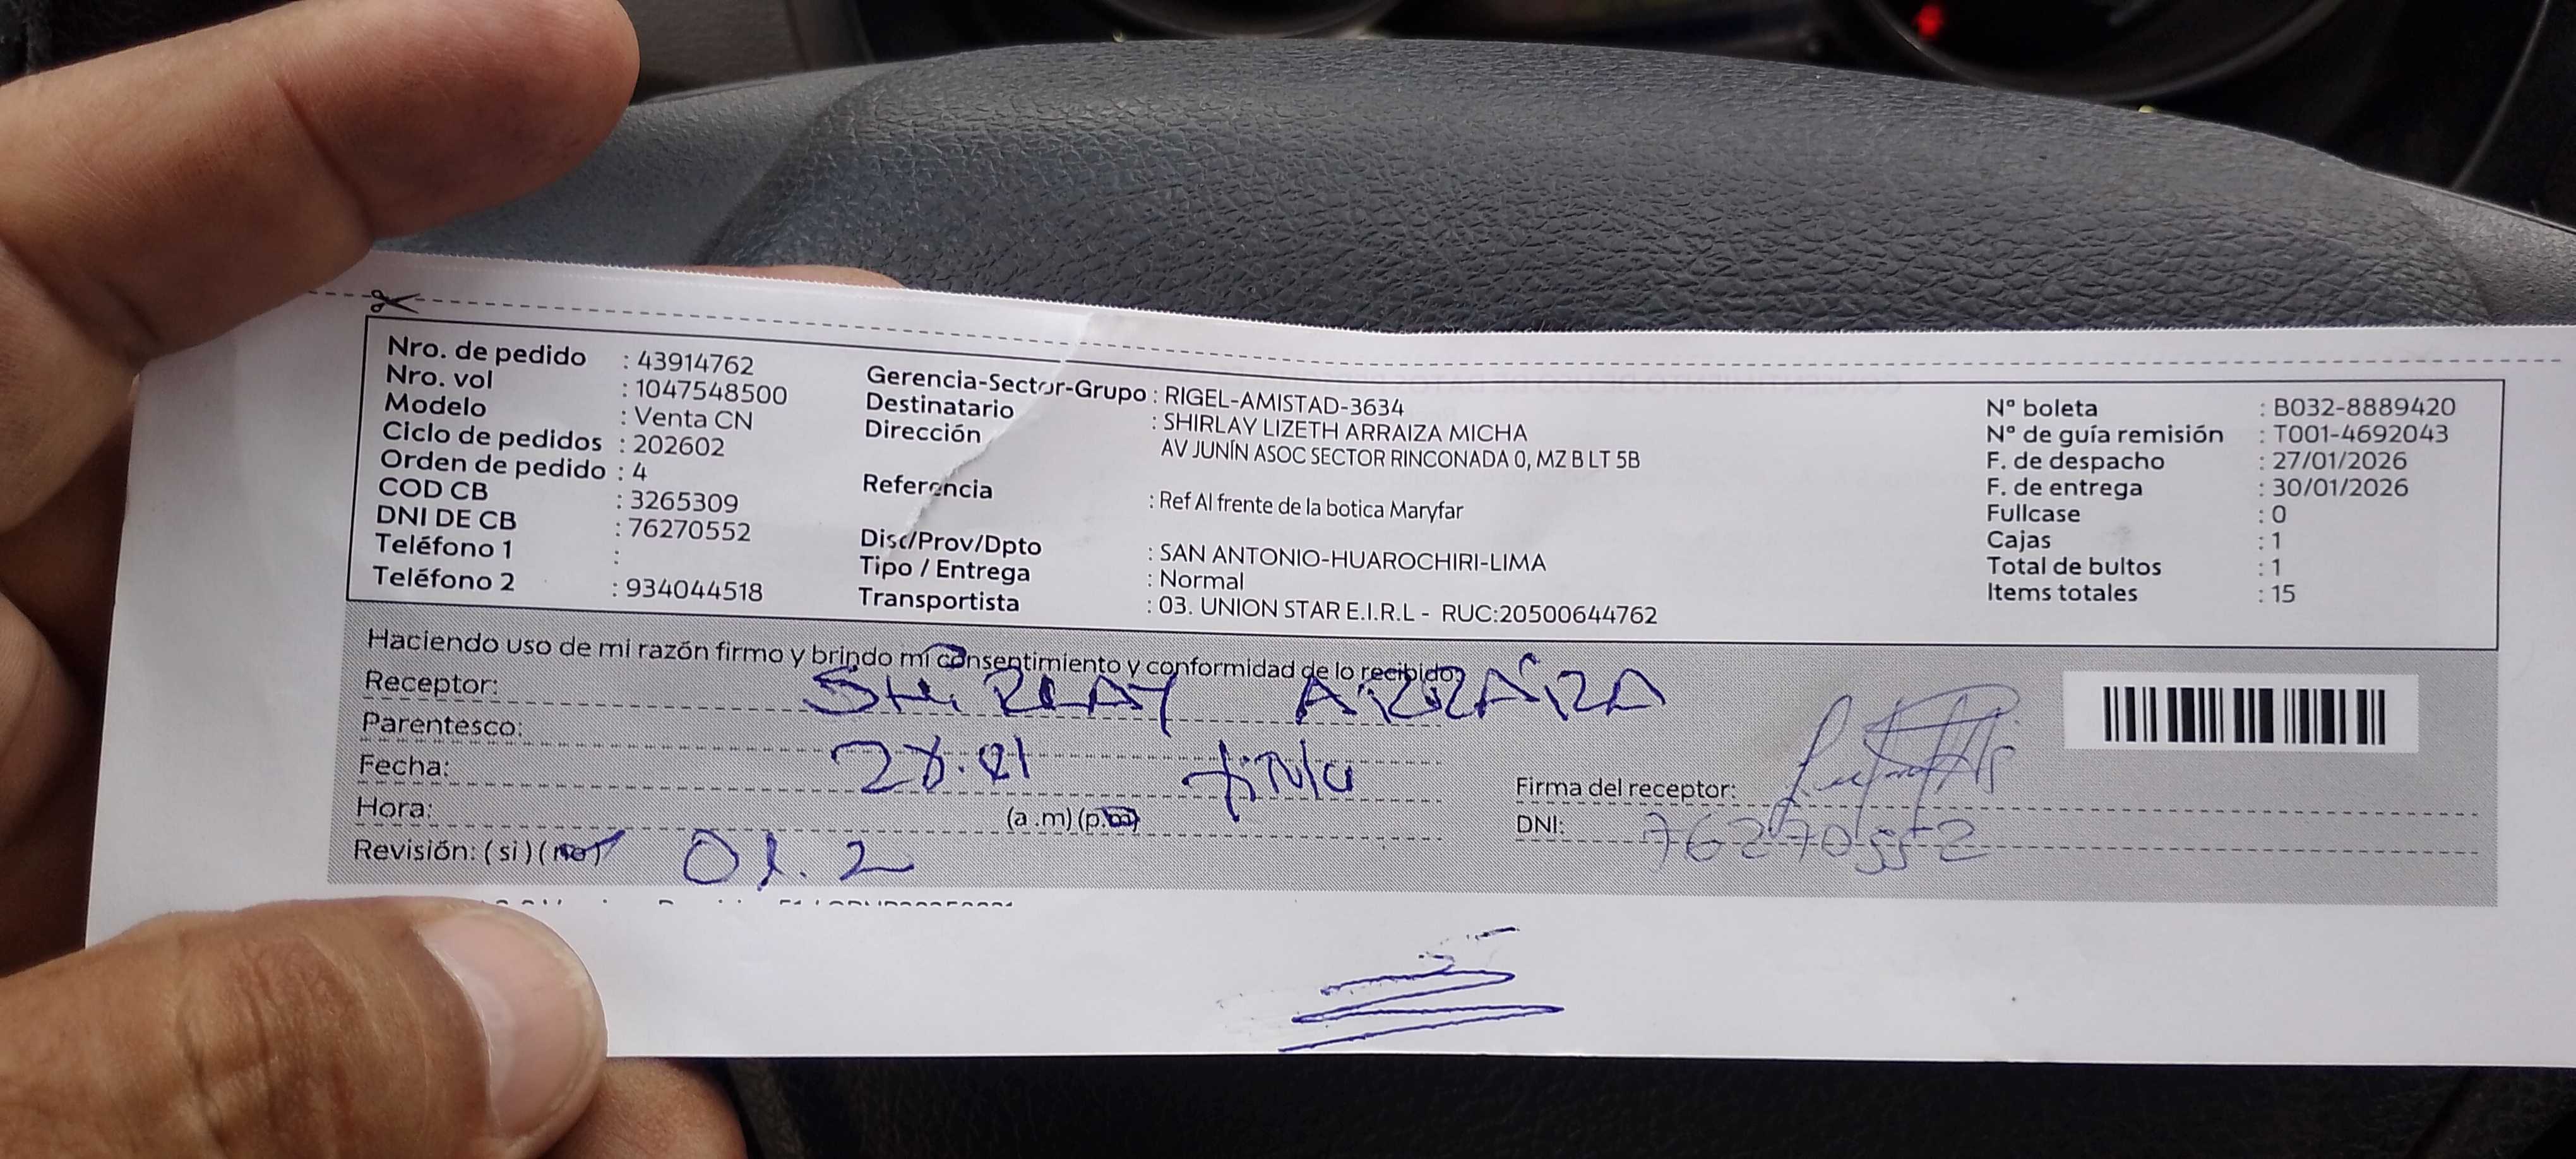 Nro. de pedido : 43914762
Nro. vol : 1047548500
Modelo : Venta CN
Ciclo de pedidos : 202602
Orden de pedido : 4
COD CB : 3265309
DNI DE CB : 76270552
Teléfono 1 :
Teléfono 2 : 934044518
Gerencia-Sector-Grupo : RIGEL-AMISTAD-3634
Destinatario : SHIRLAY LIZETH ARRAIZA MICHA
Dirección AV JUNÍN ASOC SECTOR RINCONADA 0, MZ B LT 5B
Referencia : Ref Al frente de la botica Maryfar
Disc/Prov/Dpto : SAN ANTONIO-HUAROCHIRI-LIMA
Tipo / Entrega : Normal
Transportista : 03. UNION STAR E.I.R.L - RUC:20500644762
Nº boleta : B032-8889420
Nº de guía remisión : T001-4692043
F. de despacho : 27/01/2026
F. de entrega : 30/01/2026
Fullcase : 0
Cajas : 1
Total de bultos : 1
Items totales : 15
Haciendo uso de mi razón firmo y brindo mi consentimiento y conformidad de lo recibido:
Receptor: SHIRLAY ARRAIZA
Parentesco:
Fecha:
Hora: (a .m) (p.m)
Revisión: ( si ) ( no )
Firma del receptor:
DNI: 76270552